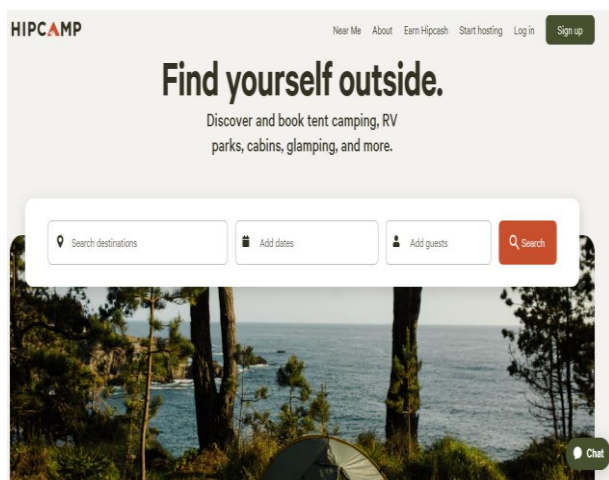 HIPCAMP
Near Me About Earn Hipcash Start hosting Log in Sign up
Find yourself outside.
Discover and book tent camping, RV
parks, cabins, glamping, and more.
Search destinations Add dates Add guests Search
Chat